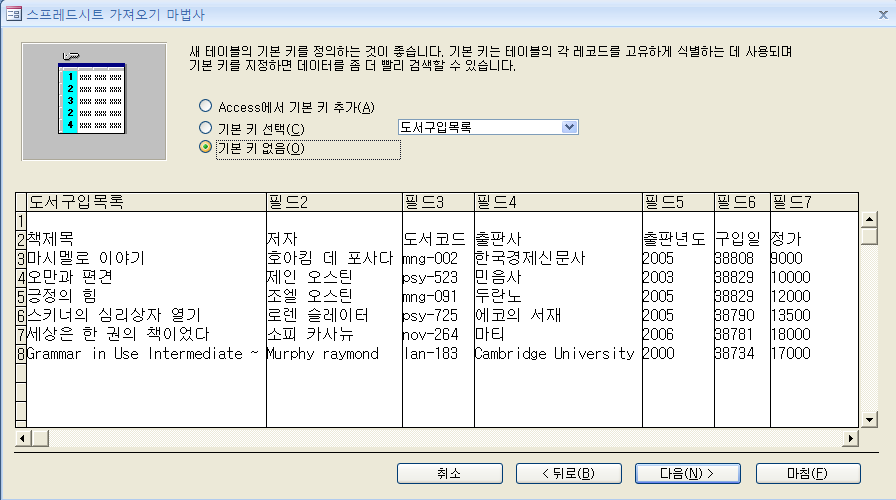 스프레드시트 가져오기 마법사
새 테이블의 기본 키를 정의하는 것이 좋습니다. 기본 키는 테이블의 각 레코드를 고유하게 식별하는 데 사용되며
기본 키를 지정하면 데이터를 좀 더 빨리 검색할 수 있습니다.
1 xxx xxx xxx
2 xxx xxx xxx
3 xxx xxx xxx
2 xxx xxx xxx
4 xxx xxx xxx
Access에서 기본 키 추가(A)
기본 키 선택(C) 도서구입목록
기본 키 없음(O)
도서구입목록 필드2 필드3 필드4 필드5 필드6 필드7
1
2 책제목 저자 도서코드 출판사 출판년도 구입일 정가
3 마시멜로 이야기 호아킴 데 포사다 mng-002 한국경제신문사 2005 38808 9000
4 오만과 편견 제인 오스틴 psy-523 민음사 2003 38829 10000
5 긍정의 힘 조엘 오스틴 mng-091 두란노 2005 38829 12000
6 스키너의 심리상자 열기 로렌 슬레이터 psy-725 에코의 서재 2005 38790 13500
7 세상은 한 권의 책이었다 소피 카사뉴 nov-264 마티 2006 38781 18000
8 Grammar in Use Intermediate ~ Murphy raymond lan-183 Cambridge University 2000 38734 17000
취소 < 뒤로(B) 다음(N) > 마침(F)